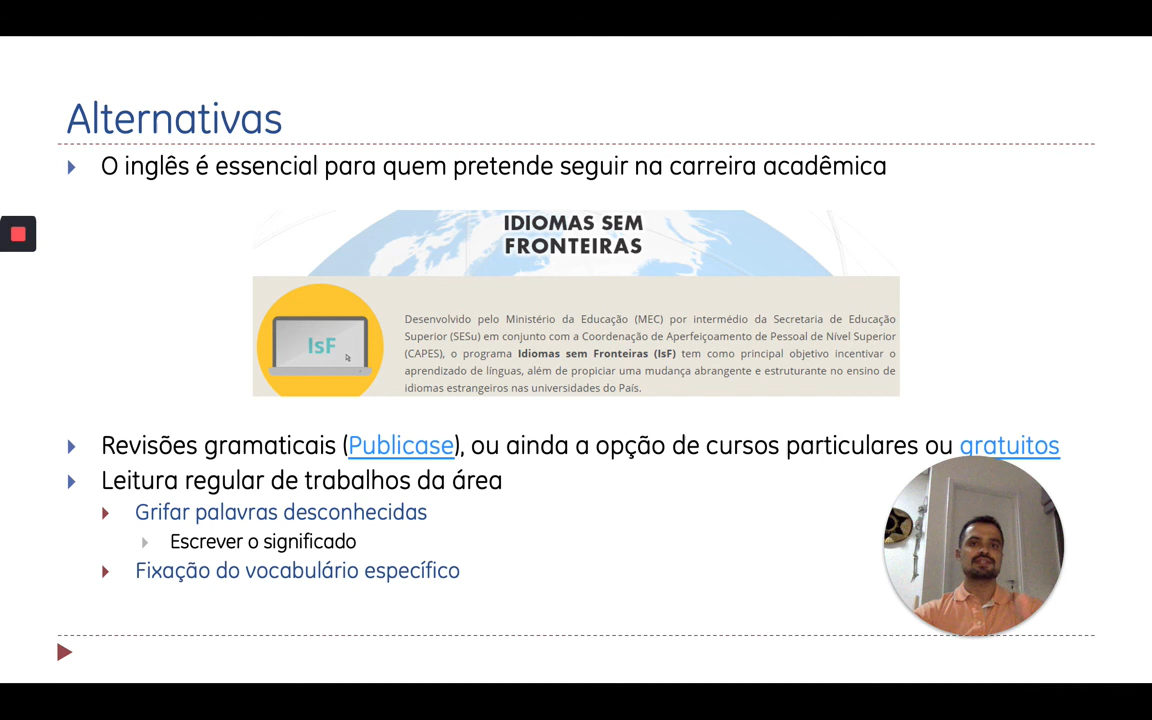 Alternativas
O inglês é essencial para quem pretende seguir na carreira acadêmica
IDIOMAS SEM
FRONTEIRAS
IsF
Desenvolvido pelo Ministério da Educação (MEC) por intermédio da Secretaria de Educação
Superior (SESu) em conjunto com a Coordenação de Aperfeiçoamento de Pessoal de Nível Superior
(CAPES), o programa Idiomas sem Fronteiras (IsF) tem como principal objetivo incentivar o
aprendizado de línguas, além de propiciar uma mudança abrangente e estruturante no ensino de
idiomas estrangeiros nas universidades do País.
Revisões gramaticais (Publicase), ou ainda a opção de cursos particulares ou gratuitos
Leitura regular de trabalhos da área
Grifar palavras desconhecidas
Escrever o significado
Fixação do vocabulário específico